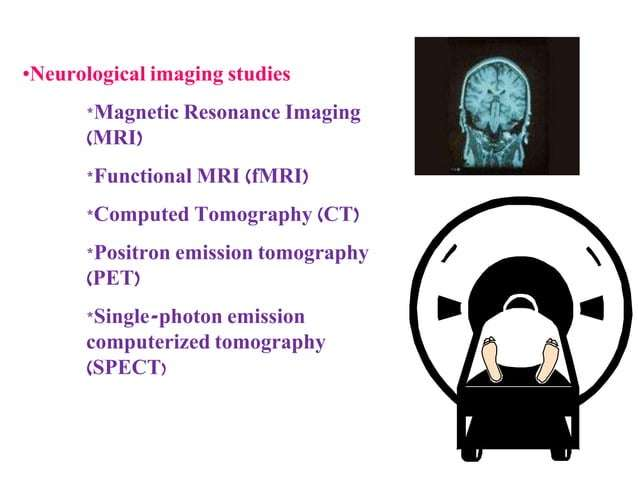 •Neurological imaging studies
*Magnetic Resonance Imaging
(MRI)
*Functional MRI (fMRI)
*Computed Tomography (CT)
*Positron emission tomography
(PET)
*Single-photon emission
computerized tomography
(SPECT)